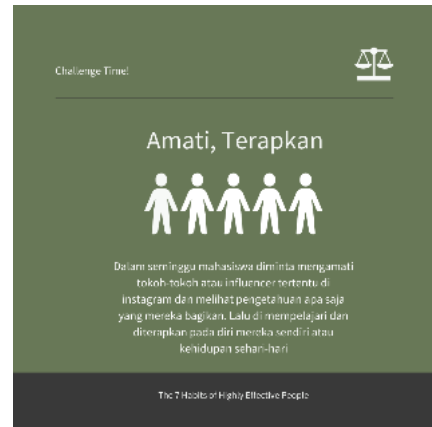 Challenge Time!
Amati, Terapkan
Dalam seminggu mahasiswa diminta mengamati
tokoh-tokoh atau influencer tertentu di
instagram dan melihat pengetahuan apa saja
yang mereka bagikan. Lalu di mempelajari dan
diterapkan pada diri mereka sendiri atau
kehidupan sehari-hari
The 7 Habits of Highly Effective People